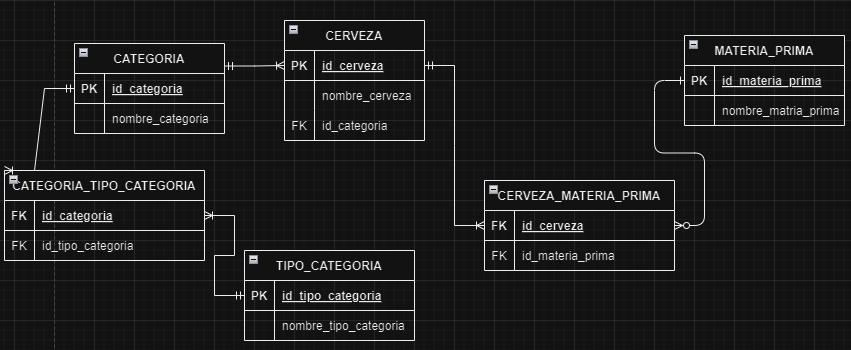 CATEGORIA
PK id_categoria
nombre_categoria
CERVEZA
PK id_cerveza
nombre_cerveza
FK id_categoria
MATERIA_PRIMA
PK id_materia_prima
nombre_matria_prima
CATEGORIA_TIPO_CATEGORIA
FK id_categoria
FK id_tipo_categoria
CERVEZA_MATERIA_PRIMA
FK id_cerveza
FK id_materia_prima
TIPO_CATEGORIA
PK id_tipo_categoria
nombre_tipo_categoria